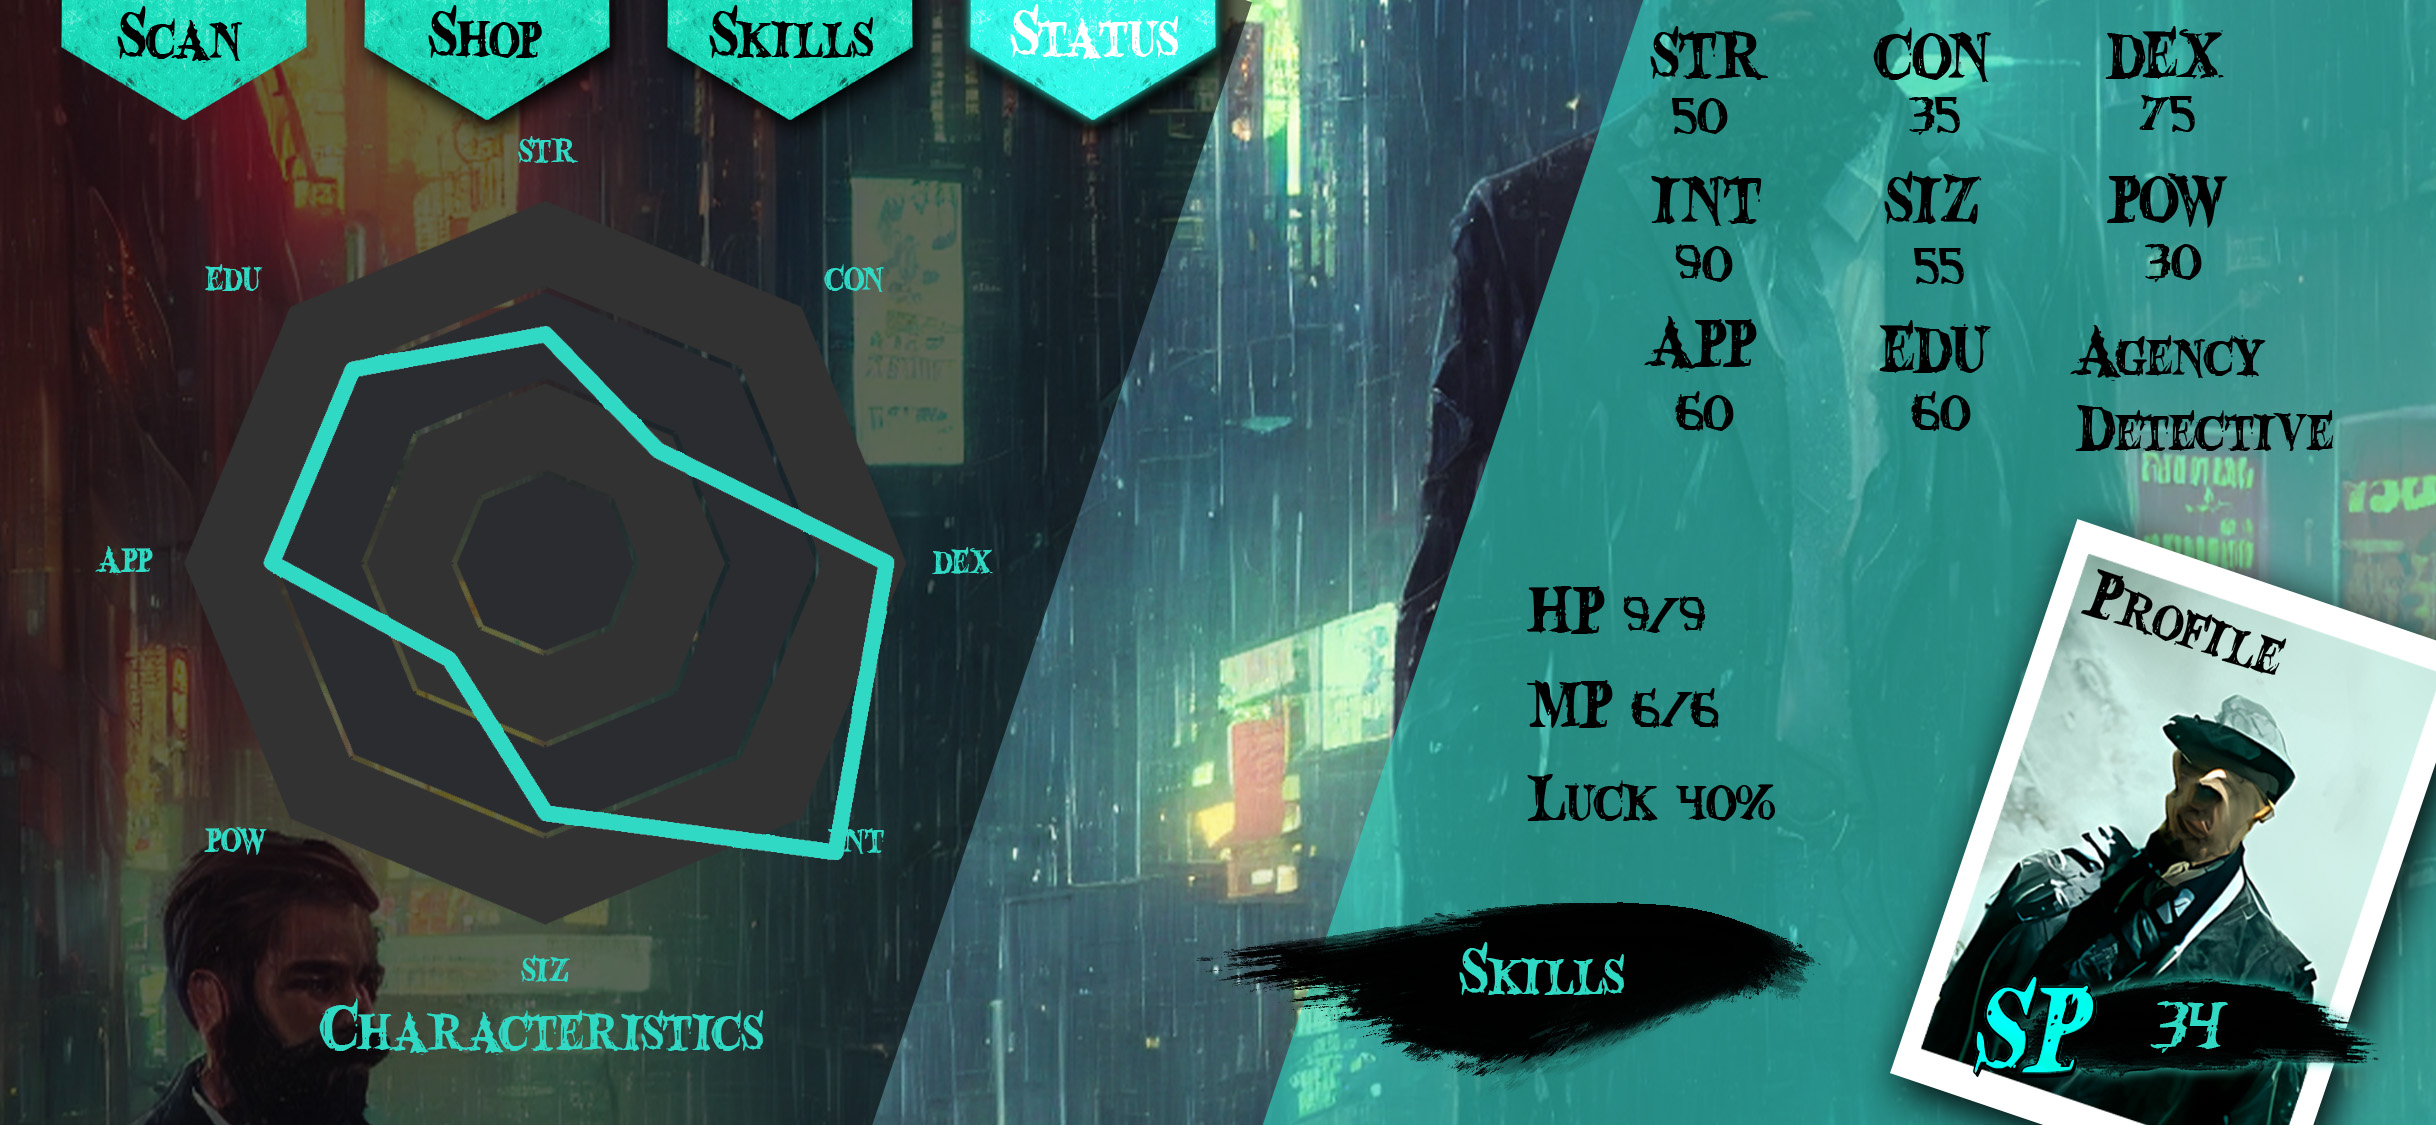 Scan Shop Skills Status
STR
EDU CON
APP DEX
POW INT
SIZ
Characteristics
STR CON DEX
50 35 75
INT SIZ POW
90 55 30
APP EDU Agency
60 60 Detective
HP 9/9
MP 6/6
Luck 40%
Skills
Profile
SP 34